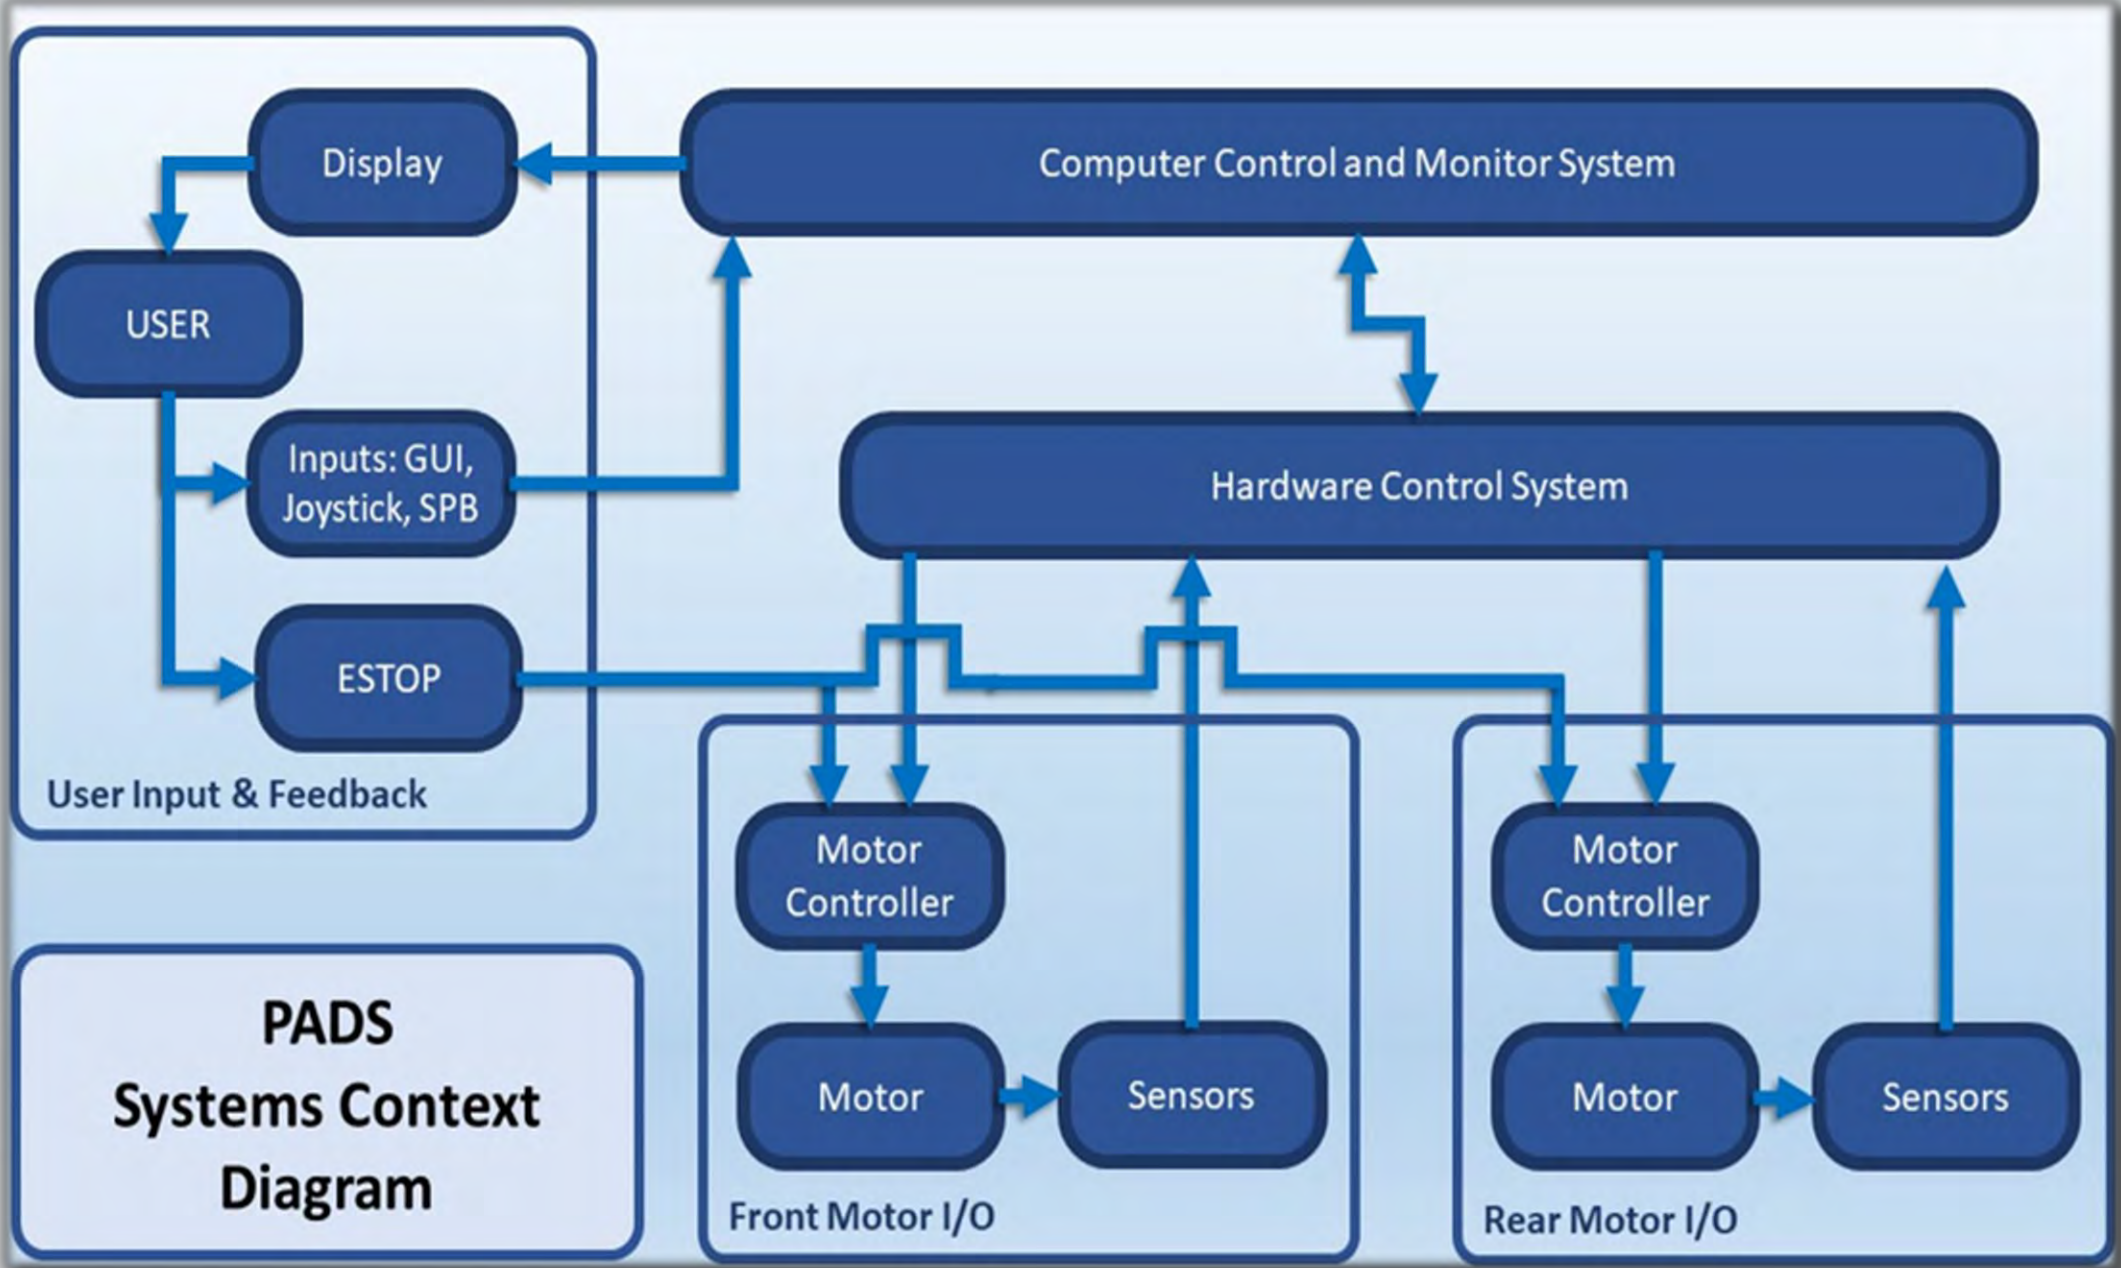 Display
Computer Control and Monitor System
USER
Inputs: GUI,
Joystick, SPB
Hardware Control System
ESTOP
User Input & Feedback
Motor
Controller
Motor
Sensors
Front Motor I/O
Motor
Controller
Motor
Sensors
Rear Motor I/O
PADS
Systems Context
Diagram